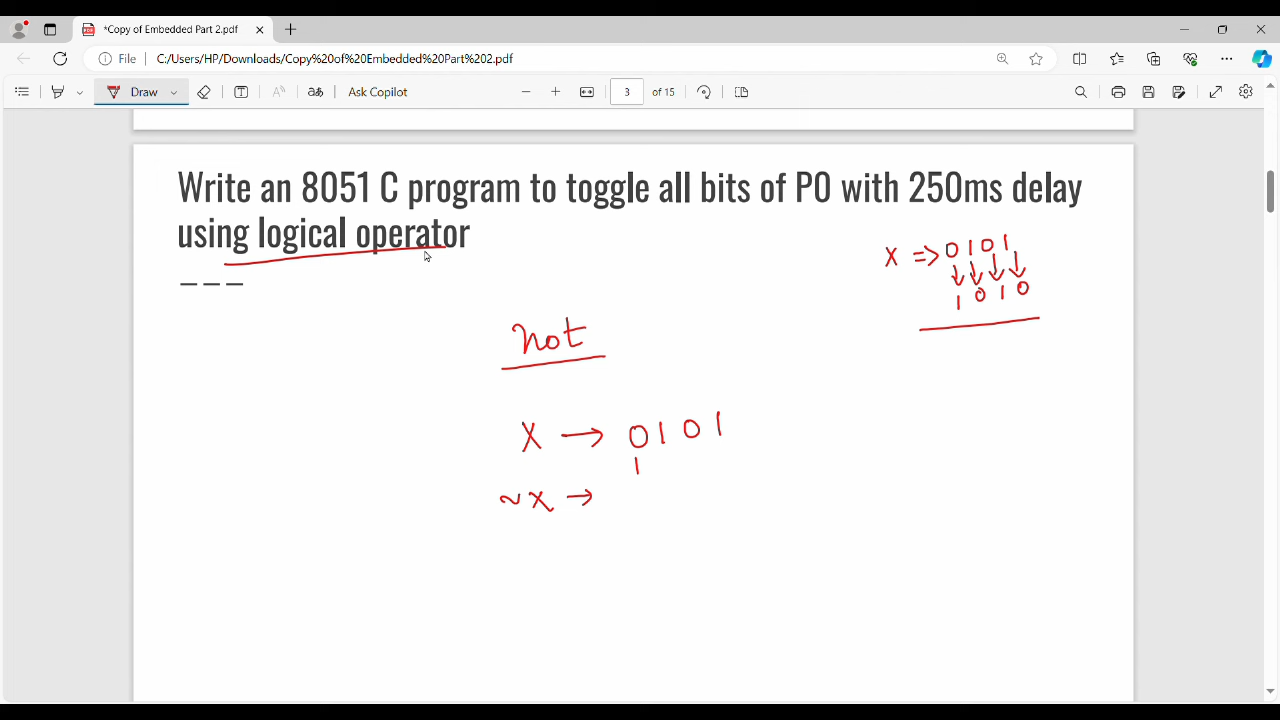 *Copy of Embedded Part 2.pdf
File C:/Users/HP/Downloads/Copy%20of%20Embedded%20Part%202.pdf
Draw Ask Copilot 3 of 15
Write an 8051 C program to toggle all bits of P0 with 250ms delay
using logical operator
X => 0 1 0 1
1 0 1 0
– – –
not
X → 0 1 0 1
1
~X →